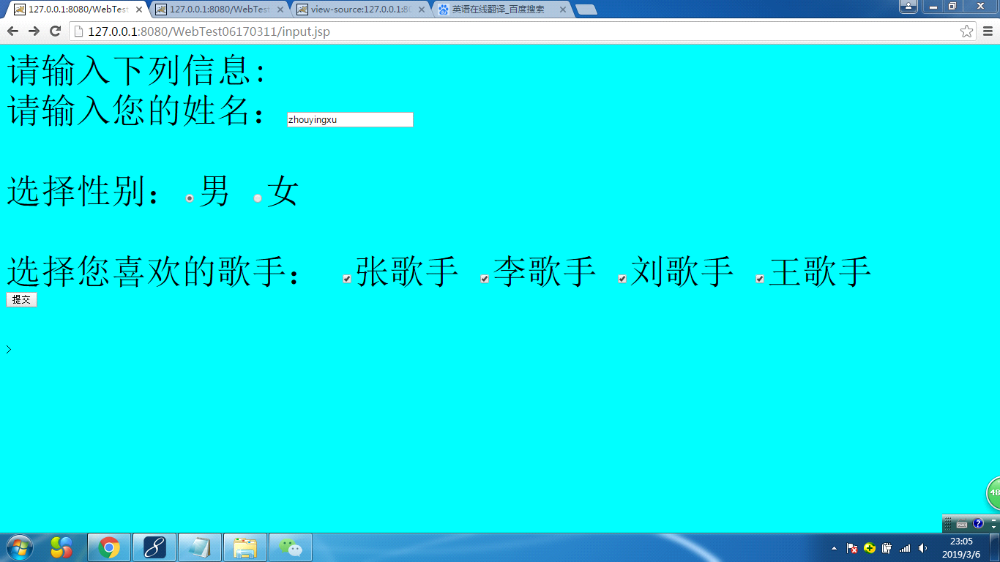 127.0.0.1:8080/WebTest
127.0.0.1:8080/WebTest
view-source:127.0.0.1:80
英语在线翻译_百度搜索
127.0.0.1:8080/WebTest06170311/input.jsp
请输入下列信息:
请输入您的姓名： zhouyingxu
选择性别： 男 女
选择您喜欢的歌手： 张歌手 李歌手 刘歌手 王歌手
提交
>
48
23:05
2019/3/6